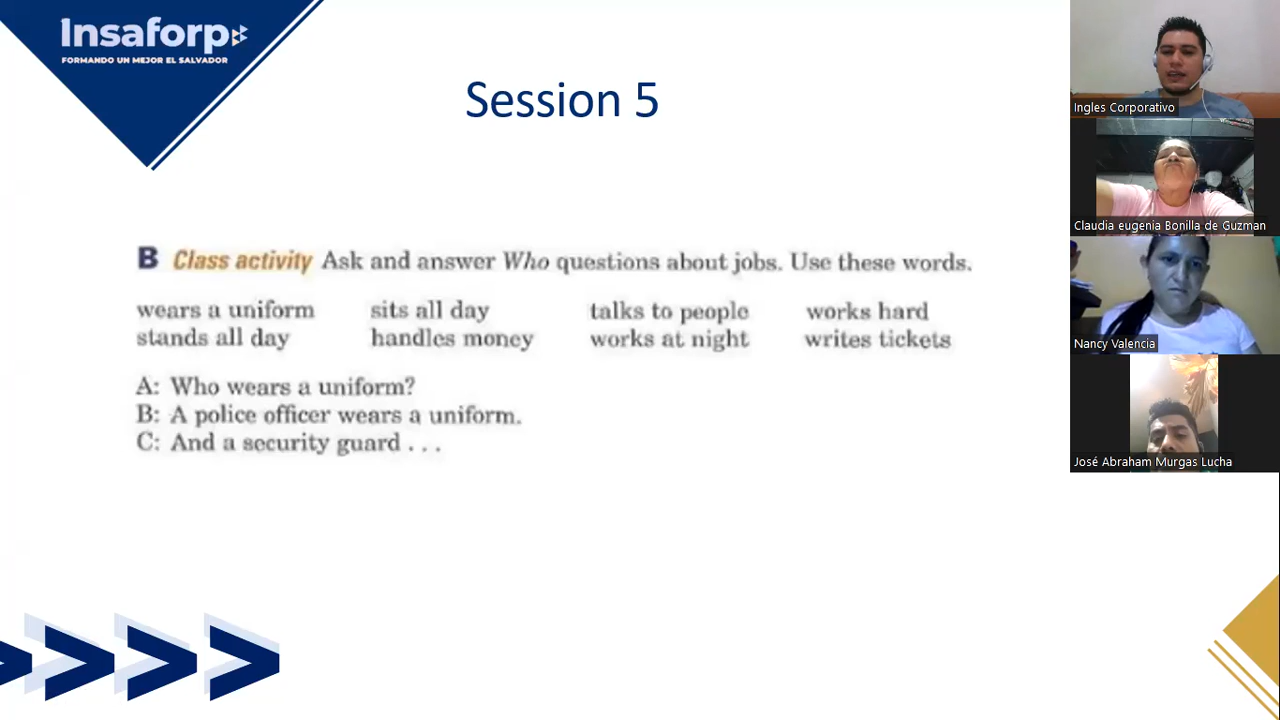 Insaforp
FORMANDO UN MEJOR EL SALVADOR
Session 5
B Class activity Ask and answer Who questions about jobs. Use these words.
wears a uniform sits all day talks to people works hard
stands all day handles money works at night writes tickets
A: Who wears a uniform?
B: A police officer wears a uniform.
C: And a security guard . . .
Ingles Corporativo
Claudia eugenia Bonilla de Guzman
Nancy Valencia
José Abraham Murgas Lucha